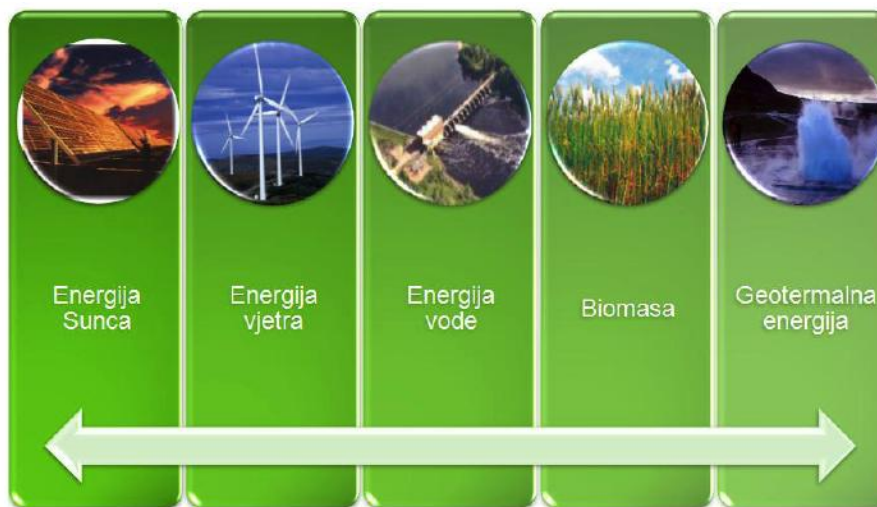 Energija
Sunca
Energija
vjetra
Energija
vode
Biomasa
Geotermalna
energija